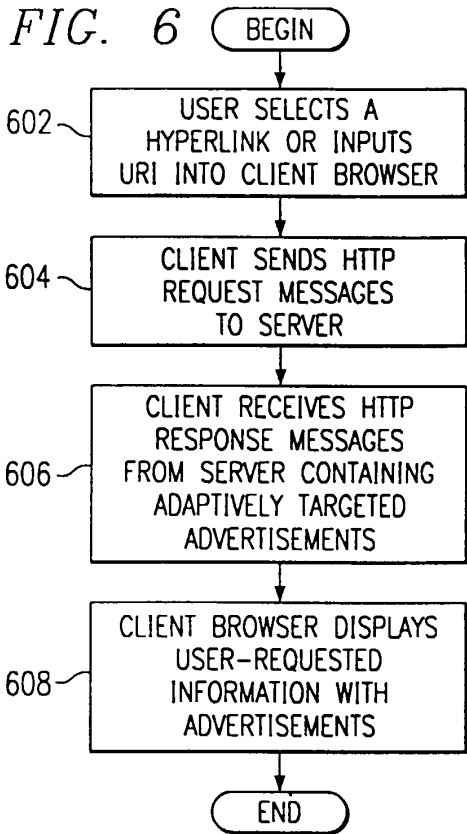 FIG. 6
BEGIN
602
USER SELECTS A
HYPERLINK OR INPUTS
URI INTO CLIENT BROWSER
604
CLIENT SENDS HTTP
REQUEST MESSAGES
TO SERVER
606
CLIENT RECEIVES HTTP
RESPONSE MESSAGES
FROM SERVER CONTAINING
ADAPTIVELY TARGETED
ADVERTISEMENTS
608
CLIENT BROWSER DISPLAYS
USER-REQUESTED
INFORMATION WITH
ADVERTISEMENTS
END